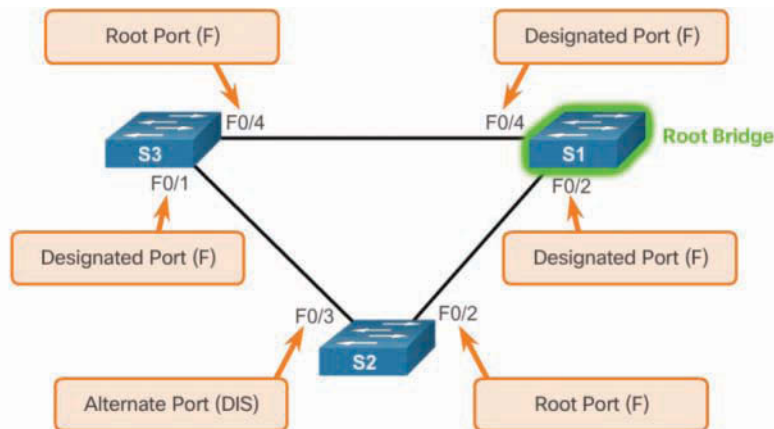 Root Port (F)
Designated Port (F)
F0/4
F0/4
S3
S1
Root Bridge
F0/1
F0/2
Designated Port (F)
Designated Port (F)
F0/3
F0/2
S2
Alternate Port (DIS)
Root Port (F)